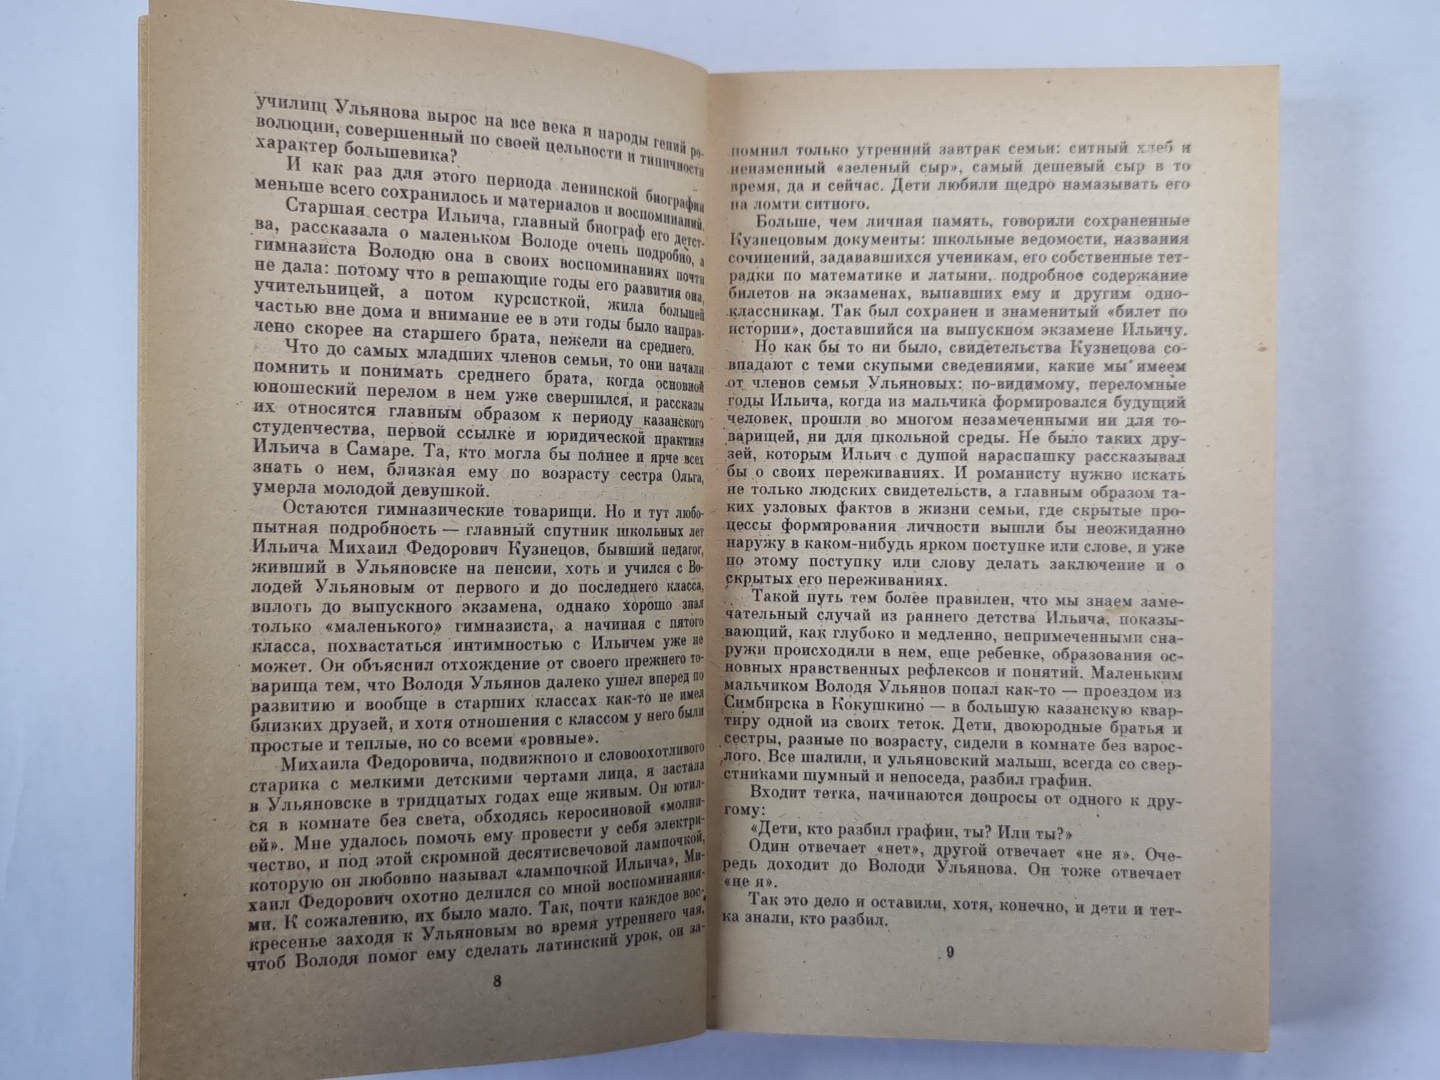 училищ Ульянова вырос на все века и народы гений ре-
волюции, совершенный по своей цельности и типичности
характер большевика?
И как раз для этого периода ленинской биографии
меньше всего сохранилось и материалов и воспоминаний.
Старшая сестра Ильича, главный биограф его детст-
ва, рассказала о маленьком Володе очень подробно, а
гимназиста Володю она в своих воспоминаниях почти
не дала: потому что в решающие годы его развития она,
учительницей, а потом курсисткой, жила большей
частью вне дома и внимание ее в эти годы было направ-
лено скорее на старшего брата, нежели на среднего.
Что до самых младших членов семьи, то они начали
помнить и понимать среднего брата, когда основной
юношеский перелом в нем уже свершился, и рассказы
их относятся главным образом к периоду казанского
студенчества, первой ссылке и юридической практике
Ильича в Самаре. Та, кто могла бы полнее и ярче всех
знать о нем, близкая ему по возрасту сестра Ольга,
умерла молодой девушкой.
Остаются гимназические товарищи. Но и тут любо-
пытная подробность — главный спутник школьных лет
Ильича Михаил Федорович Кузнецов, бывший педагог,
живший в Ульяновске на пенсии, хоть и учился с Во-
лодей Ульяновым от первого и до последнего класса,
вплоть до выпускного экзамена, однако хорошо знал
только «маленького» гимназиста, а начиная с пятого
класса, похвастаться интимностью с Ильичем уже не
может. Он объяснил отхождение от своего прежнего то-
варища тем, что Володя Ульянов далеко ушел вперед по
развитию и вообще в старших классах как-то не имел
близких друзей, и хотя отношения с классом у него были
простые и теплые, но со всеми «ровные».
Михаила Федоровича, подвижного и словоохотливого
старика с мелкими детскими чертами лица, я застала
в Ульяновске в тридцатых годах еще живым. Он ютил-
ся в комнате без света, обходясь керосиновой «молни-
ей». Мне удалось помочь ему провести у себя электри-
чество, и под этой скромной десятисвечовой лампочкой,
которую он любовно называл «лампочкой Ильича», Ми-
хаил Федорович охотно делился со мной воспоминания-
ми. К сожалению, их было мало. Так, почти каждое вос-
кресенье заходя к Ульяновым во время утреннего чая,
чтоб Володя помог ему сделать латинский урок, он за-
8
помнил только утренний завтрак семьи: ситный хлеб и
неизменный «зеленый сыр», самый дешевый сыр в то
время, да и сейчас. Дети любили щедро намазывать его
на ломти ситного.
Больше, чем личная память, говорили сохраненные
Кузнецовым документы: школьные ведомости, названия
сочинений, задававшихся ученикам, его собственные тет-
радки по математике и латыни, подробное содержание
билетов на экзаменах, выпавших ему и другим одно-
классникам. Так был сохранен и знаменитый «билет по
истории», доставшийся на выпускном экзамене Ильичу.
Но как бы то ни было, свидетельства Кузнецова со-
впадают с теми скупыми сведениями, какие мы имеем
от членов семьи Ульяновых: по-видимому, переломные
годы Ильича, когда из мальчика формировался будущий
человек, прошли во многом незамеченными ни для то-
варищей, ни для школьной среды. Не было таких дру-
зей, которым Ильич с душой нараспашку рассказывал
бы о своих переживаниях. И романисту нужно искать
не только людских свидетельств, а главным образом та-
ких узловых фактов в жизни семьи, где скрытые про-
цессы формирования личности вышли бы неожиданно
наружу в каком-нибудь ярком поступке или слове, и уже
по этому поступку или слову делать заключение и о
скрытых его переживаниях.
Такой путь тем более правилен, что мы знаем заме-
чательный случай из раннего детства Ильича, показы-
вающий, как глубоко и медленно, непримеченными сна-
ружи происходили в нем, еще ребенке, образования ос-
новных нравственных рефлексов и понятий. Маленьким
мальчиком Володя Ульянов попал как-то — проездом из
Симбирска в Кокушкино — в большую казанскую квар-
тиру одной из своих теток. Дети, двоюродные братья и
сестры, разные по возрасту, сидели в комнате без взрос-
лого. Все шалили, и ульяновский малыш, всегда со свер-
стниками шумный и непоседа, разбил графин.
Входит тетка, начинаются допросы от одного к дру-
гому:
«Дети, кто разбил графин, ты? Или ты?»
Один отвечает «нет», другой отвечает «не я». Оче-
редь доходит до Володи Ульянова. Он тоже отвечает
«не я».
Так это дело и оставили, хотя, конечно, и дети и тет-
ка знали, кто разбил.
9